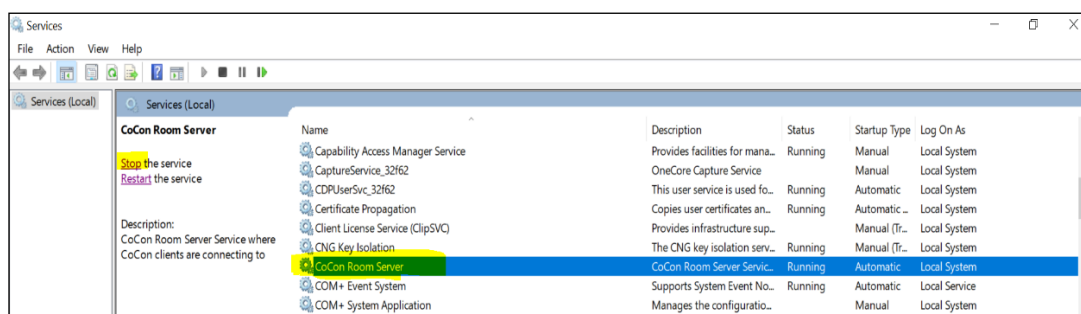 Services
File Action View Help
Services (Local)
Services (Local)
CoCon Room Server
Stop the service
Restart the service
Description:
CoCon Room Server Service where
CoCon clients are connecting to
Name Description Status Startup Type Log On As
Capability Access Manager Service Provides facilities for mana... Running Manual Local System
CaptureService_32f62 OneCore Capture Service Manual Local System
CDPUserSvc_32f62 This user service is used fo... Running Automatic Local System
Certificate Propagation Copies user certificates an... Running Automatic ... Local System
Client License Service (ClipSVC) Provides infrastructure sup... Manual (Tr... Local System
CNG Key Isolation The CNG key isolation serv... Running Manual (Tr... Local System
CoCon Room Server CoCon Room Server Servic... Running Automatic Local System
COM+ Event System Supports System Event No... Running Automatic Local Service
COM+ System Application Manages the configuratio... Manual Local System